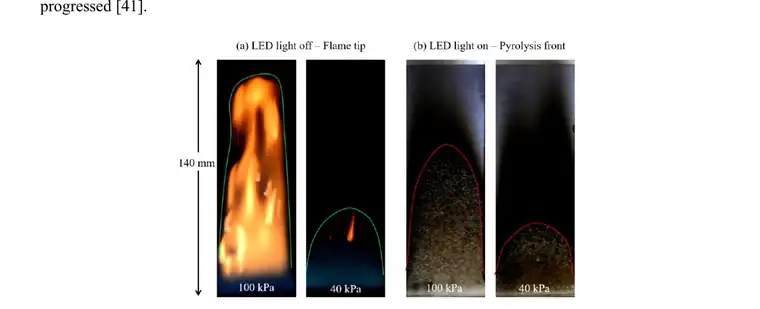 progressed [41].
(a) LED light off – Flame tip (b) LED light on – Pyrolysis front
140 mm
100 kPa 40 kPa 100 kPa 40 kPa